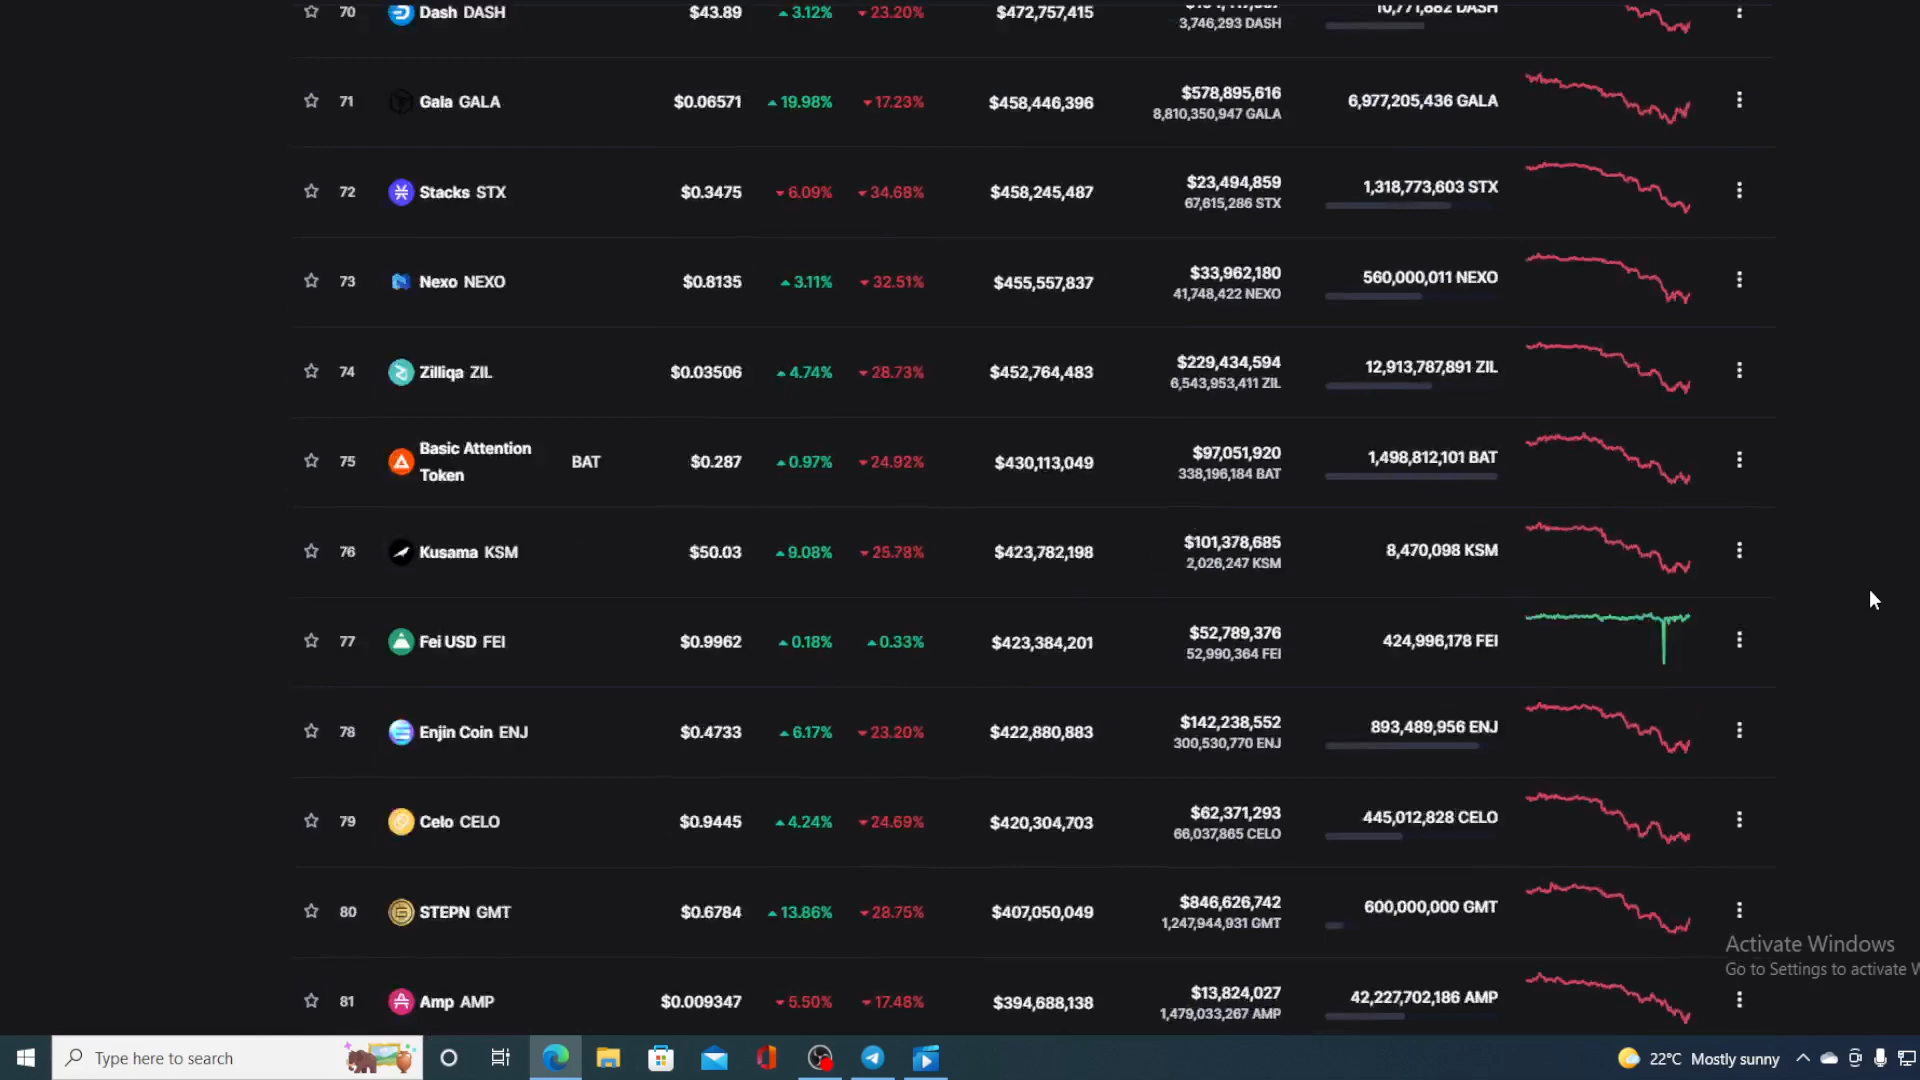 70 Dash DASH $43.89 3.12% 23.20% $472,757,415 10,771,882 DASH
3,746,293 DASH
71 Gala GALA $0.06571 19.98% 17.23% $458,446,396 $578,895,616 6,977,205,436 GALA
8,810,350,947 GALA
72 Stacks STX $0.3475 6.09% 34.68% $458,245,487 $23,494,859 1,318,773,603 STX
67,615,286 STX
73 Nexo NEXO $0.8135 3.11% 32.51% $455,557,837 $33,962,180 560,000,011 NEXO
41,748,422 NEXO
74 Zilliqa ZIL $0.03506 4.74% 28.73% $452,764,483 $229,434,594 12,913,787,891 ZIL
6,543,953,411 ZIL
75 Basic Attention Token BAT $0.287 0.97% 24.92% $430,113,049 $97,051,920 1,498,812,101 BAT
338,196,184 BAT
76 Kusama KSM $50.03 9.08% 25.78% $423,782,198 $101,378,685 8,470,098 KSM
2,026,247 KSM
77 Fei USD FEI $0.9962 0.18% 0.33% $423,384,201 $52,789,376 424,996,178 FEI
52,990,364 FEI
78 Enjin Coin ENJ $0.4733 6.17% 23.20% $422,880,883 $142,238,552 893,489,956 ENJ
300,530,770 ENJ
79 Celo CELO $0.9445 4.24% 24.69% $420,304,703 $62,371,293 445,012,828 CELO
66,037,865 CELO
80 STEPN GMT $0.6784 13.86% 28.75% $407,050,049 $846,626,742 600,000,000 GMT
1,247,944,931 GMT
Activate Windows
Go to Settings to activate W
81 Amp AMP $0.009347 5.50% 17.48% $394,688,138 $13,824,027 42,227,702,186 AMP
1,479,033,267 AMP
Type here to search
22°C Mostly sunny